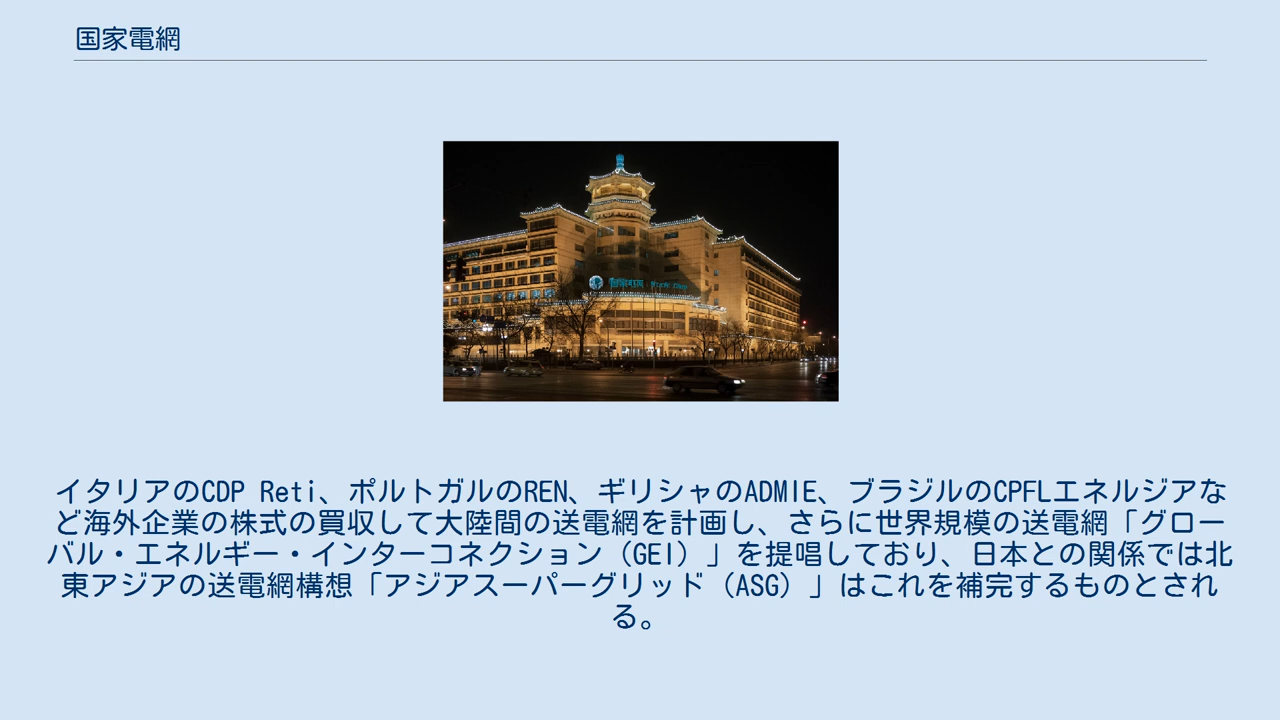 国家電網
イタリアのCDP Reti、ポルトガルのREN、ギリシャのADMIE、ブラジルのCPFLエネルジアな
ど海外企業の株式の買収して大陸間の送電網を計画し、さらに世界規模の送電網「グロー
バル・エネルギー・インターコネクション（GEI）」を提唱しており、日本との関係では北
東アジアの送電網構想「アジアスーパーグリッド（ASG）」はこれを補完するものとされ
る。